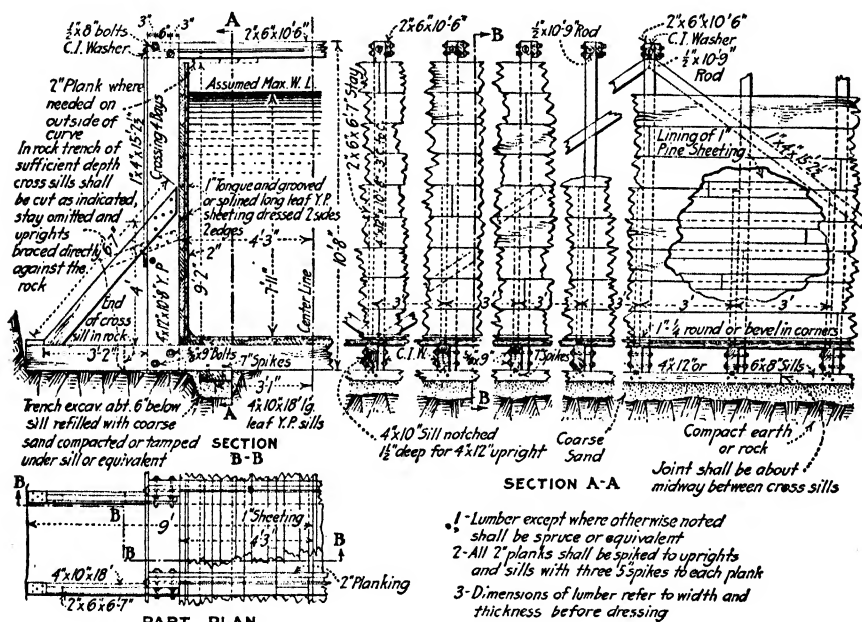 3" 6" 3"
½"x8" bolts
C.I. Washer
A
2"x6"x10'6"
2" Plank where
needed on
outside of
curve
In rock trench of
sufficient depth
cross sills shall
be cut as indicated,
stay omitted and
uprights
braced directly
against the
rock
Crossing 4 Bays
Assumed Max. W. L.
1" Tongue and grooved
or splined long leaf Y.P.
sheeting dressed 2 sides
2 edges
4'-3"
2"
9'-2"
7'-11"
Center Line
10'-8"
6'7"
4'
4"x12"x10'-8" Y.P.
End
of cross
sill in rock
3'-2"
9" Bolts
7" Spikes
3'-1"
4"x10"x18' lg.
leaf Y.P. sills
A
Trench excav. abt. 6" below
sill refilled with coarse
sand compacted or tamped
under sill or equivalent
SECTION
B-B
2"x6"x10'-6"
½"x10'-9" Rod
B
2"x6"x6'-7" Stay
3' 3' 3'
C.I.W.
7" Spikes
B
4"x10" Sill notched
1½" deep for 4"x12" upright
Coarse
Sand
2"x6"x10'6"
C.I. Washer
½"x10'-9"
Rod
Lining of 1"
Pine Sheeting
3' 3'
1"-¼ round or bevel in corners
4"x12" or 6"x8" Sills
Compact earth
or rock
Joint shall be about
midway between cross sills
SECTION A-A
B
B
9'
1" Sheeting
4'-3"
B
B
4"x10"x18'
2"x6"x6'-7"
2" Planking
PART PLAN
1-Lumber except where otherwise noted
shall be spruce or equivalent
2-All 2" planks shall be spiked to uprights
and sills with three 5" spikes to each plank
3-Dimensions of lumber refer to width and
thickness before dressing